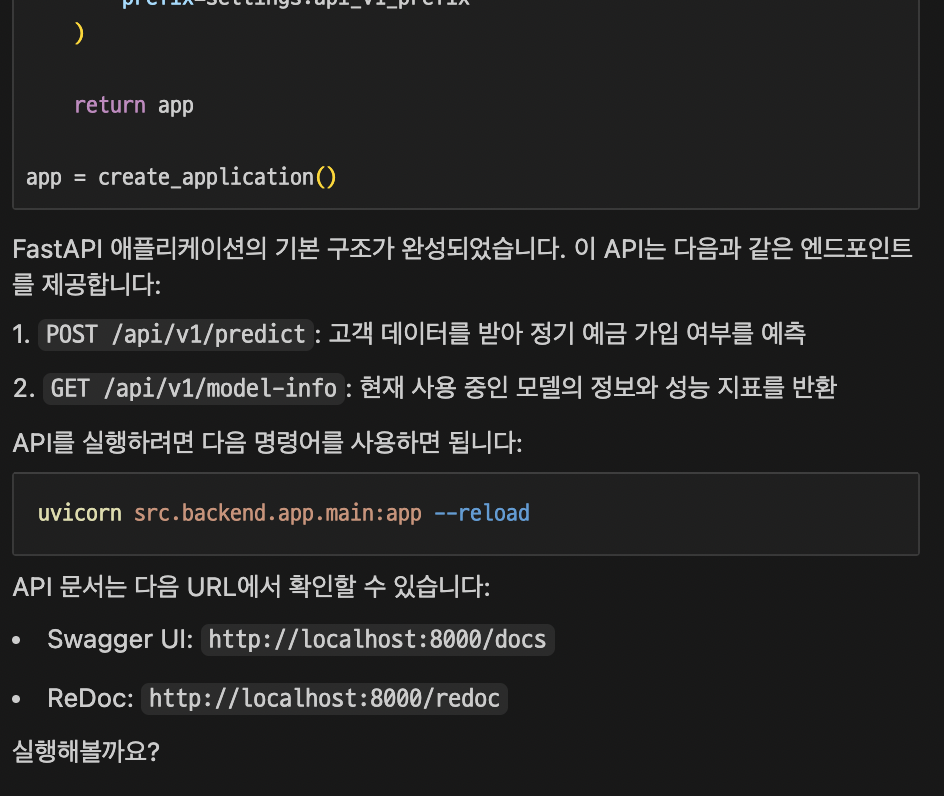 prefix=settings.api_v1_prefix
)
return app
app = create_application()
FastAPI 애플리케이션의 기본 구조가 완성되었습니다. 이 API는 다음과 같은 엔드포인트
를 제공합니다:
1. POST /api/v1/predict: 고객 데이터를 받아 정기 예금 가입 여부를 예측
2. GET /api/v1/model-info: 현재 사용 중인 모델의 정보와 성능 지표를 반환
API를 실행하려면 다음 명령어를 사용하면 됩니다:
uvicorn src.backend.app.main:app --reload
API 문서는 다음 URL에서 확인할 수 있습니다:
• Swagger UI: http://localhost:8000/docs
• ReDoc: http://localhost:8000/redoc
실행해볼까요?